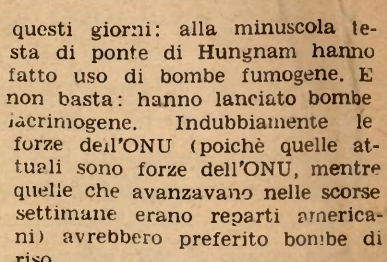 questi giorni: alla minuscola te-
sta di ponte di Hungnam hanno
fatto uso di bombe fumogene. E
non basta: hanno lanciato bombe
lacrimogene. Indubbiamente le
forze dell'ONU (poichè quelle at-
tuali sono forze dell'ONU, mentre
quelle che avanzavano nelle scorse
settimane erano reparti america-
ni) avrebbero preferito bombe di
riso